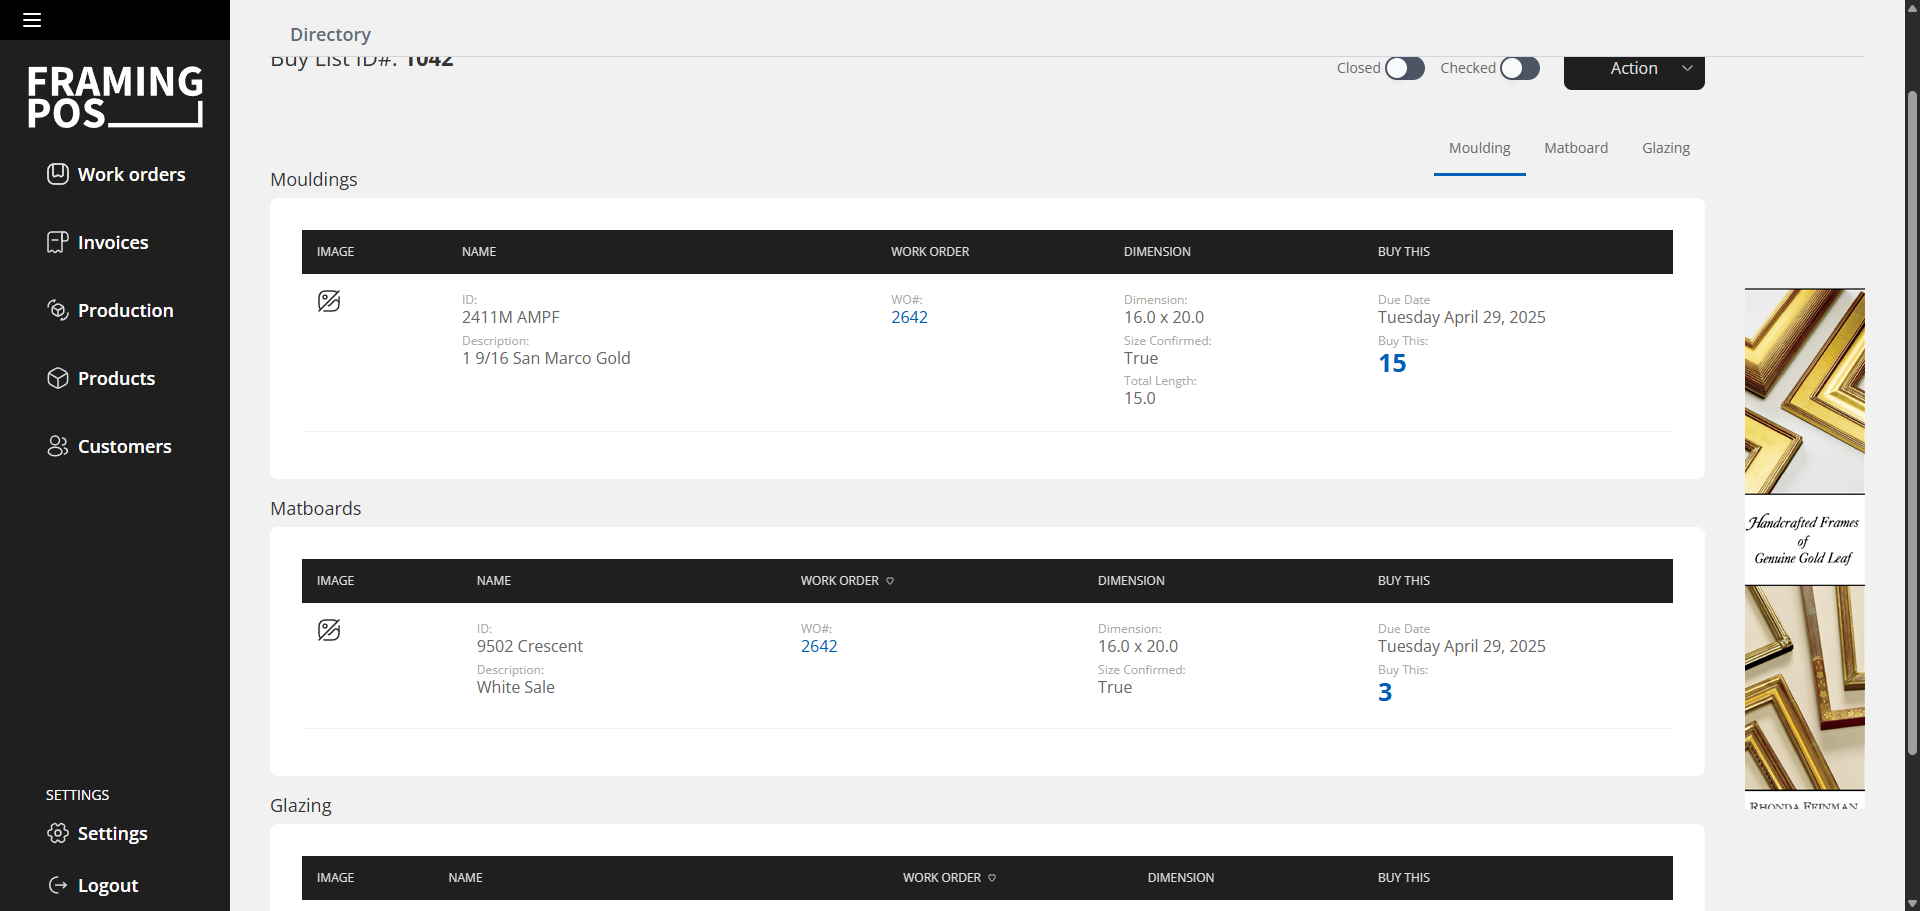 Directory
Buy List ID#: 1042
Closed
Checked
Action
FRAMING
POS
Work orders
Invoices
Production
Products
Customers
SETTINGS
Settings
Logout
Moulding Matboard Glazing
Mouldings
IMAGE NAME WORK ORDER DIMENSION BUY THIS
ID:
2411M AMPF
Description:
1 9/16 San Marco Gold
WO#:
2642
Dimension:
16.0 x 20.0
Size Confirmed:
True
Total Length:
15.0
Due Date
Tuesday April 29, 2025
Buy This:
15
Matboards
IMAGE NAME WORK ORDER DIMENSION BUY THIS
ID:
9502 Crescent
Description:
White Sale
WO#:
2642
Dimension:
16.0 x 20.0
Size Confirmed:
True
Due Date
Tuesday April 29, 2025
Buy This:
3
Glazing
IMAGE NAME WORK ORDER DIMENSION BUY THIS
Handcrafted Frames
of
Genuine Gold Leaf
RHONDA FEINMAN